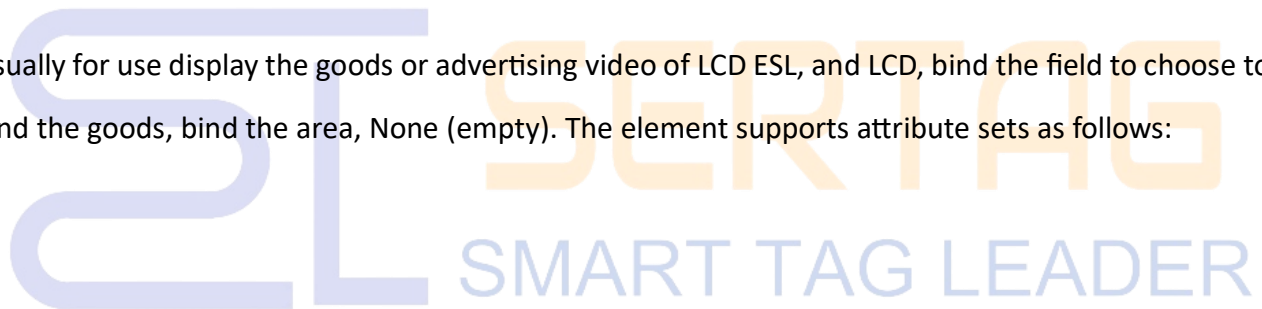 sually for use display the goods or advertising video of LCD ESL, and LCD, bind the field to choose to
nd the goods, bind the area, None (empty). The element supports attribute sets as follows:
SERTAG
SMART TAG LEADER